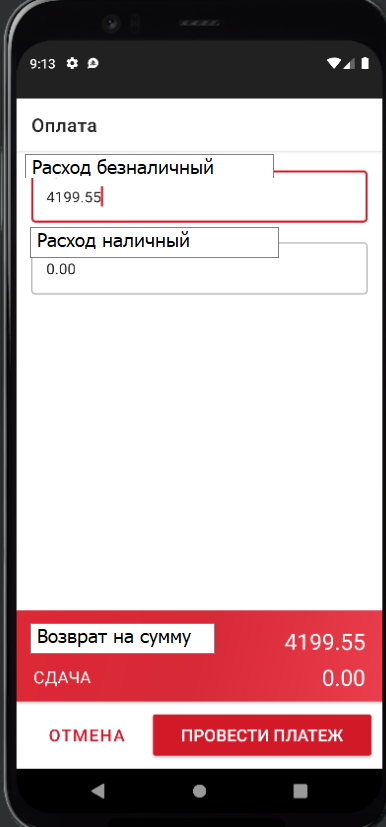 9:13
Оплата
Расход безналичный
4199.55
Расход наличный
0.00
Возврат на сумму 4199.55
СДАЧА 0.00
ОТМЕНА ПРОВЕСТИ ПЛАТЕЖ